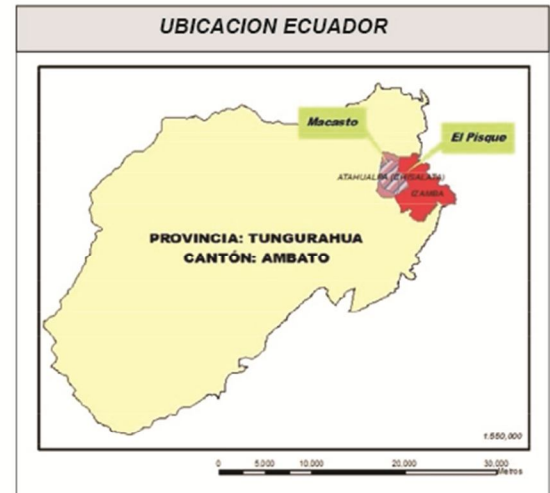 UBICACION ECUADOR
Macasto
El Pisque
ATAHUALPA (CHISALATA)
IZAMBA
PROVINCIA: TUNGURAHUA
CANTÓN: AMBATO
1:550,000
0 5.000 10.000 20.000 30.000
Metros